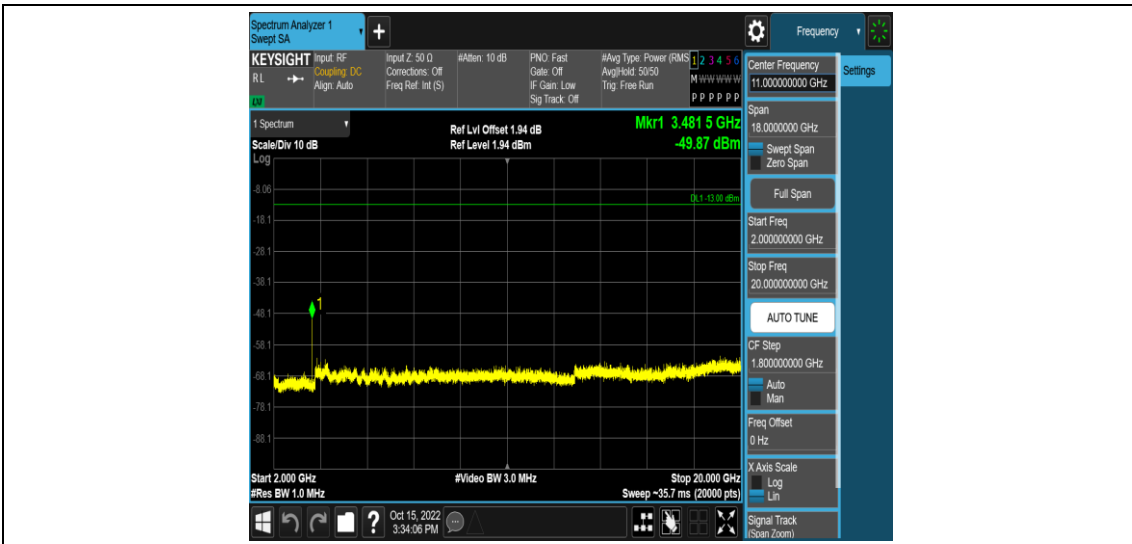 Spectrum Analyzer 1
Swept SA
+
Frequency
KEYSIGHT
RL
LNI
Input: RF
Coupling: DC
Align: Auto
Input Z: 50 Ω
Corrections: Off
Freq Ref: Int (S)
#Atten: 10 dB
PNO: Fast
Gate: Off
IF Gain: Low
Sig Track: Off
#Avg Type: Power (RMS
Avg|Hold: 50/50
Trig: Free Run
1 2 3 4 5 6
M W W W W W
P P P P P P
Center Frequency
11.000000000 GHz
Settings
Span
18.0000000 GHz
Swept Span
Zero Span
Full Span
Start Freq
2.000000000 GHz
Stop Freq
20.000000000 GHz
AUTO TUNE
CF Step
1.800000000 GHz
Auto
Man
Freq Offset
0 Hz
X Axis Scale
Log
Lin
Signal Track
(Span Zoom)
1 Spectrum
Scale/Div 10 dB
Log
Ref Lvl Offset 1.94 dB
Ref Level 1.94 dBm
Mkr1 3.481 5 GHz
-49.87 dBm
DL1 -13.00 dBm
-8.06
-18.1
-28.1
-38.1
-48.1
-58.1
-68.1
-78.1
-88.1
1
Start 2.000 GHz
#Res BW 1.0 MHz
#Video BW 3.0 MHz
Stop 20.000 GHz
Sweep ~35.7 ms (20000 pts)
?
Oct 15, 2022
3:34:06 PM